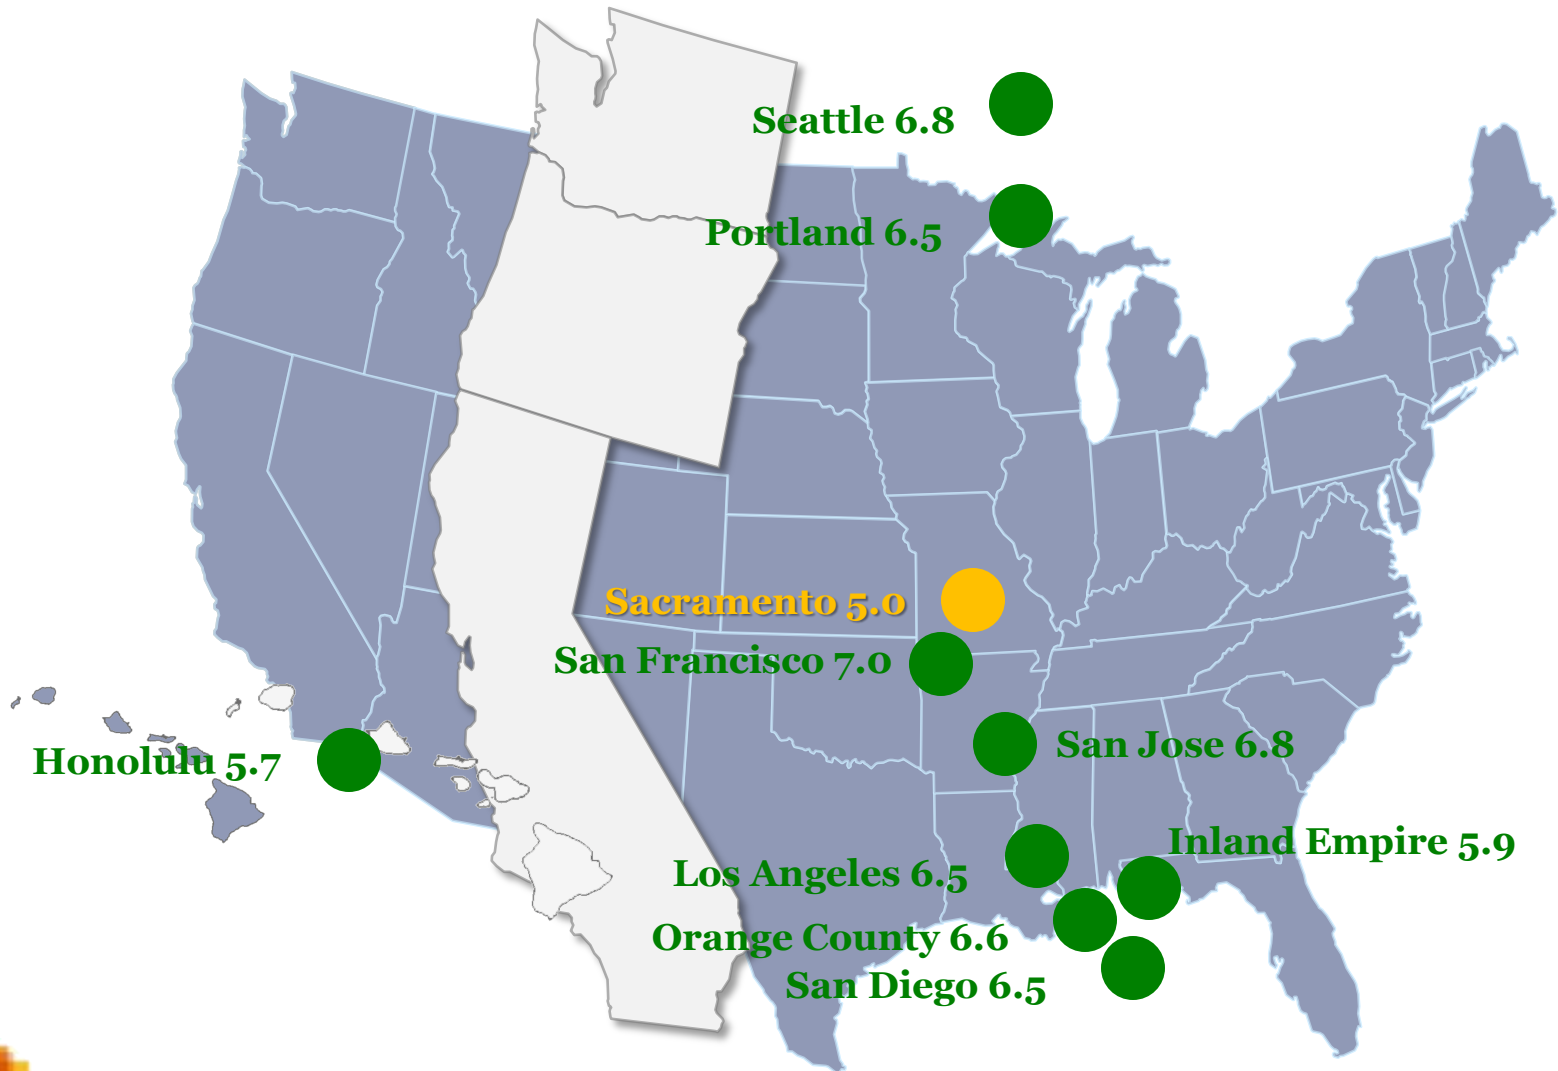 Seattle 6.8
Portland 6.5
Sacramento 5.0
San Francisco 7.0
San Jose 6.8
Honolulu 5.7
Inland Empire 5.9
Los Angeles 6.5
Orange County 6.6
San Diego 6.5